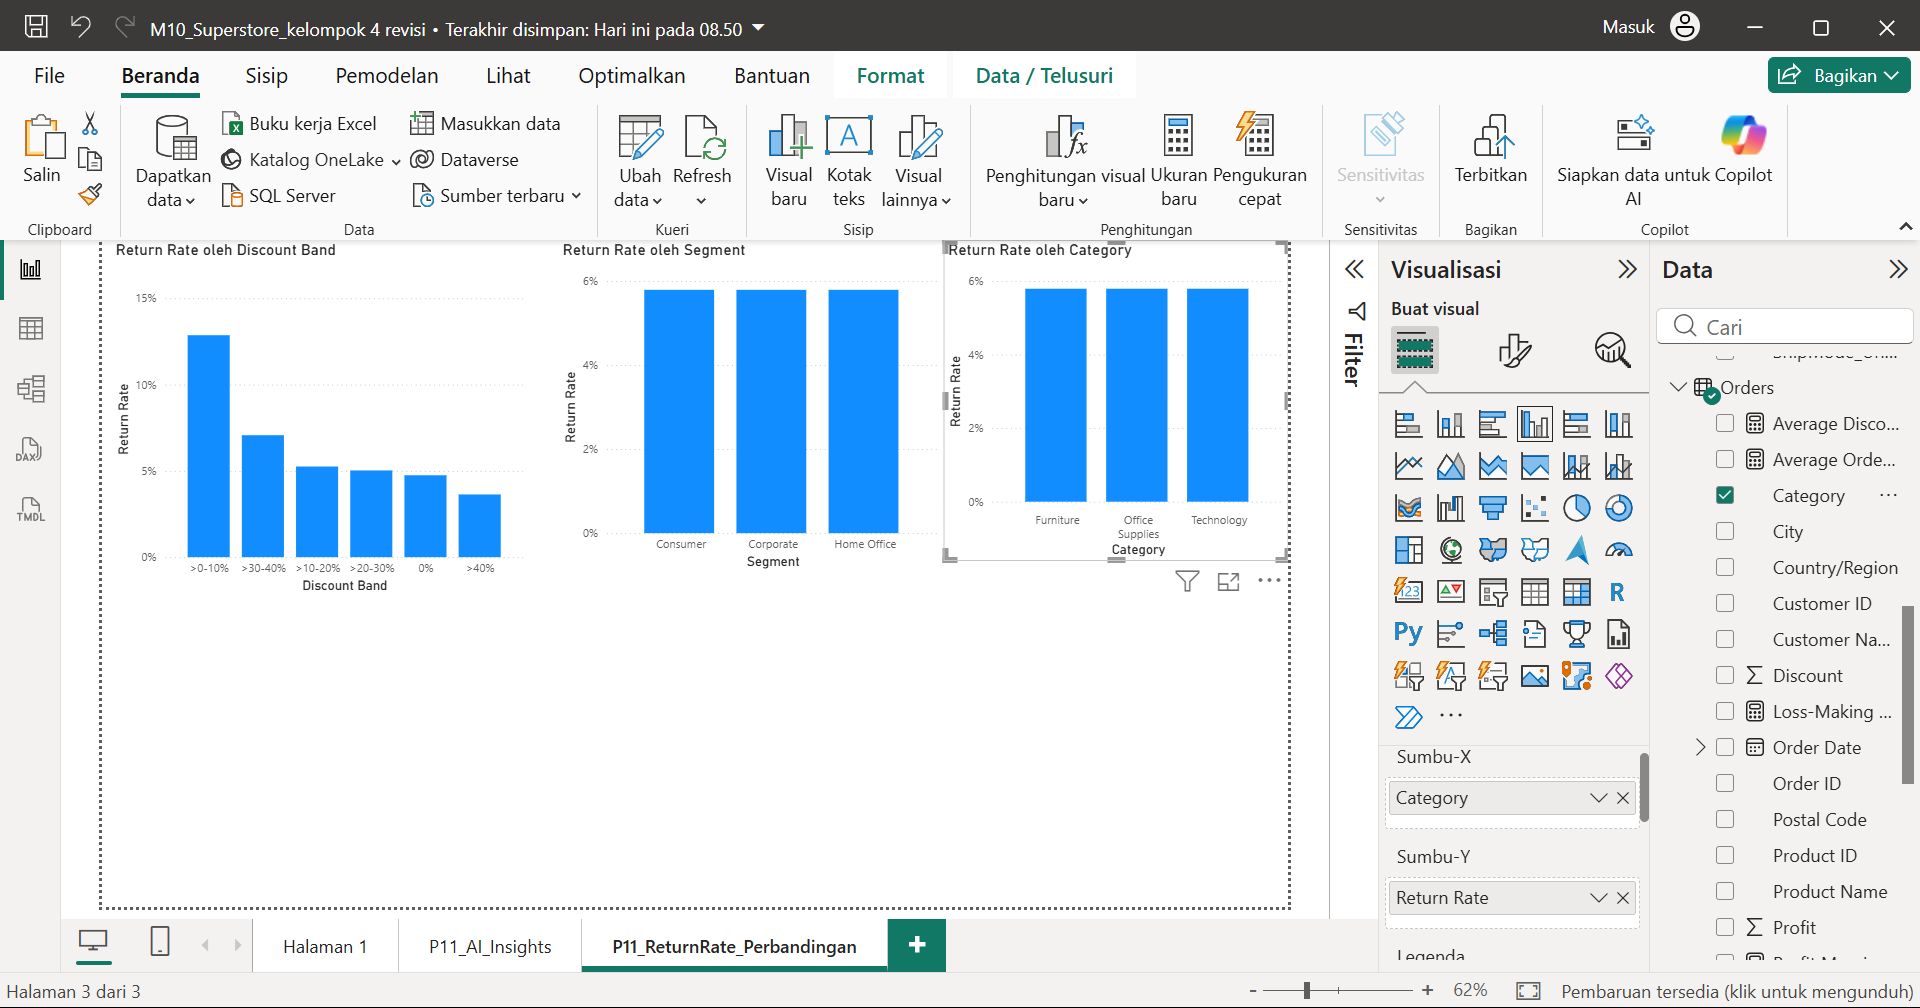 M10_Superstore_kelompok 4 revisi • Terakhir disimpan: Hari ini pada 08.50
Masuk
File
Beranda
Sisip
Pemodelan
Lihat
Optimalkan
Bantuan
Format
Data / Telusuri
Bagikan
Salin
Clipboard
Dapatkan data
Buku kerja Excel
Katalog OneLake
SQL Server
Masukkan data
Dataverse
Sumber terbaru
Data
Ubah data
Refresh
Kueri
Visual baru
Kotak teks
Visual lainnya
Sisip
Penghitungan visual baru
Ukuran baru
Pengukuran cepat
Penghitungan
Sensitivitas
Sensitivitas
Terbitkan
Bagikan
Siapkan data untuk AI
Copilot
Copilot
DAX
TMDL
Return Rate oleh Discount Band
Return Rate
15%
10%
5%
0%
>0-10%
>30-40%
>10-20%
>20-30%
0%
>40%
Discount Band
Return Rate oleh Segment
Return Rate
6%
4%
2%
0%
Consumer
Corporate
Home Office
Segment
Return Rate oleh Category
Return Rate
6%
4%
2%
0%
Furniture
Office Supplies
Technology
Category
Filter
Visualisasi
Buat visual
123
R
Py
Sumbu-X
Category
Sumbu-Y
Return Rate
Legenda
Data
Cari
Orders
Average Disco...
Average Orde...
Category
City
Country/Region
Customer ID
Customer Na...
Discount
Loss-Making ...
Order Date
Order ID
Postal Code
Product ID
Product Name
Profit
Halaman 1
P11_AI_Insights
P11_ReturnRate_Perbandingan
Halaman 3 dari 3
62%
Pembaruan tersedia (klik untuk mengunduh)